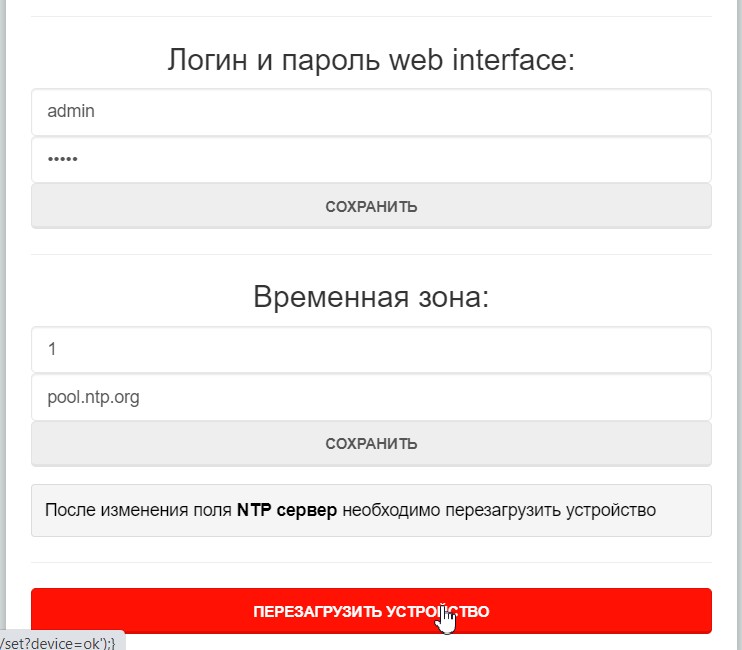 Логин и пароль web interface:
admin
•••••
СОХРАНИТЬ
Временная зона:
1
pool.ntp.org
СОХРАНИТЬ
После изменения поля NTP сервер необходимо перезагрузить устройство
ПЕРЕЗАГРУЗИТЬ УСТРОЙСТВО
/set?device=ok');}